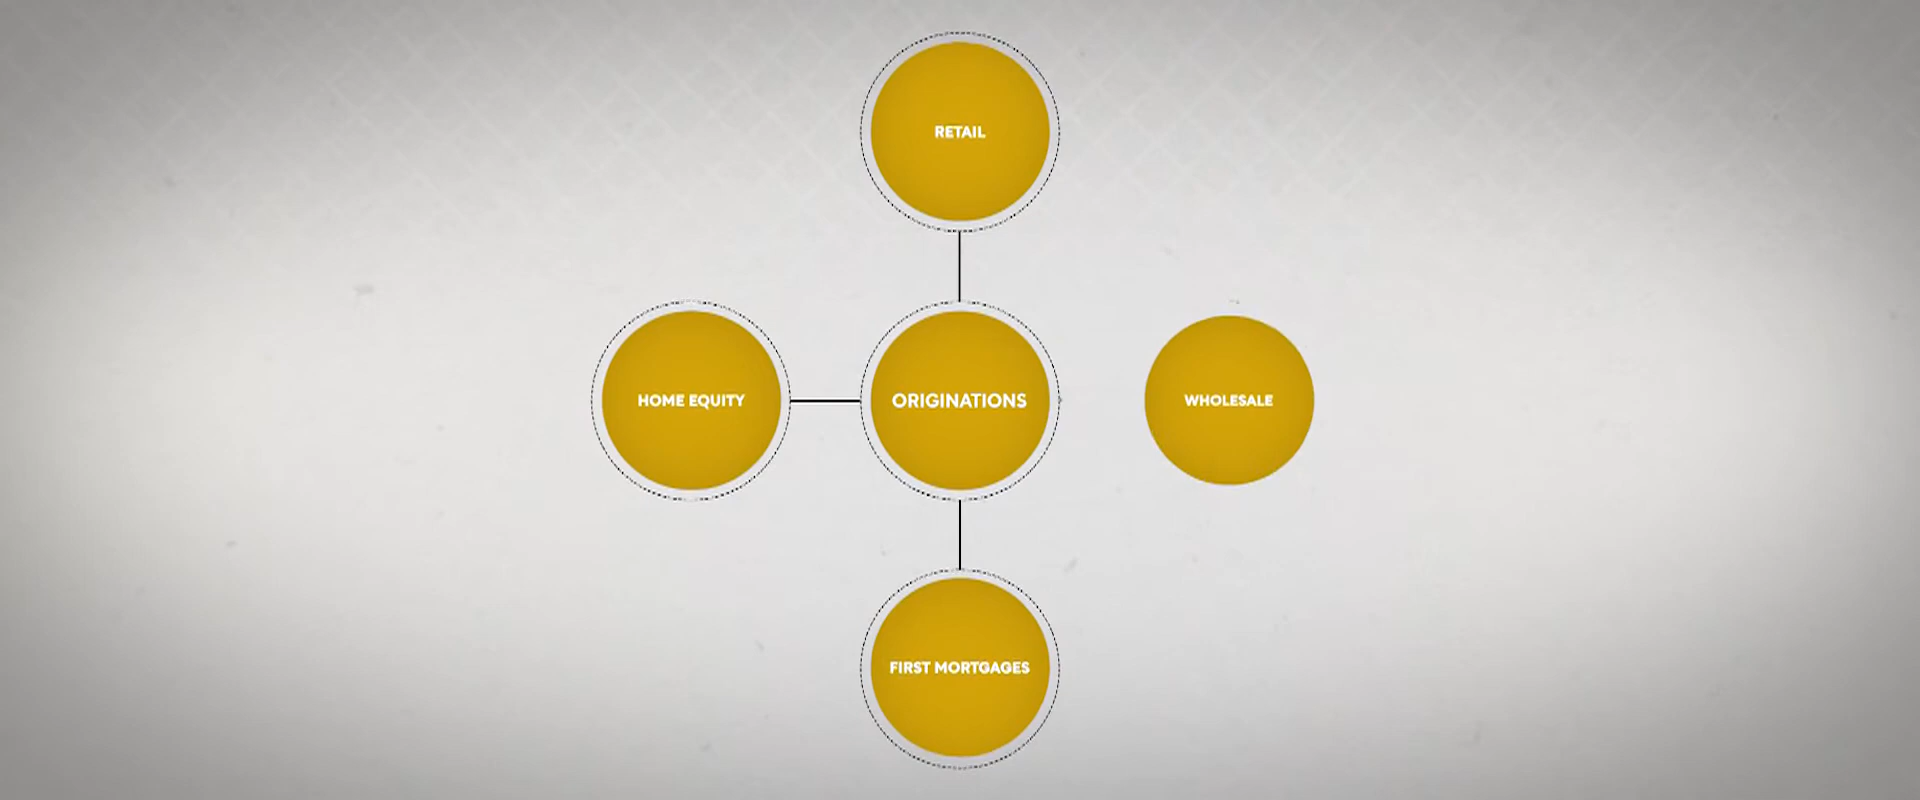 RETAIL
HOME EQUITY
ORIGINATIONS
WHOLESALE
FIRST MORTGAGES